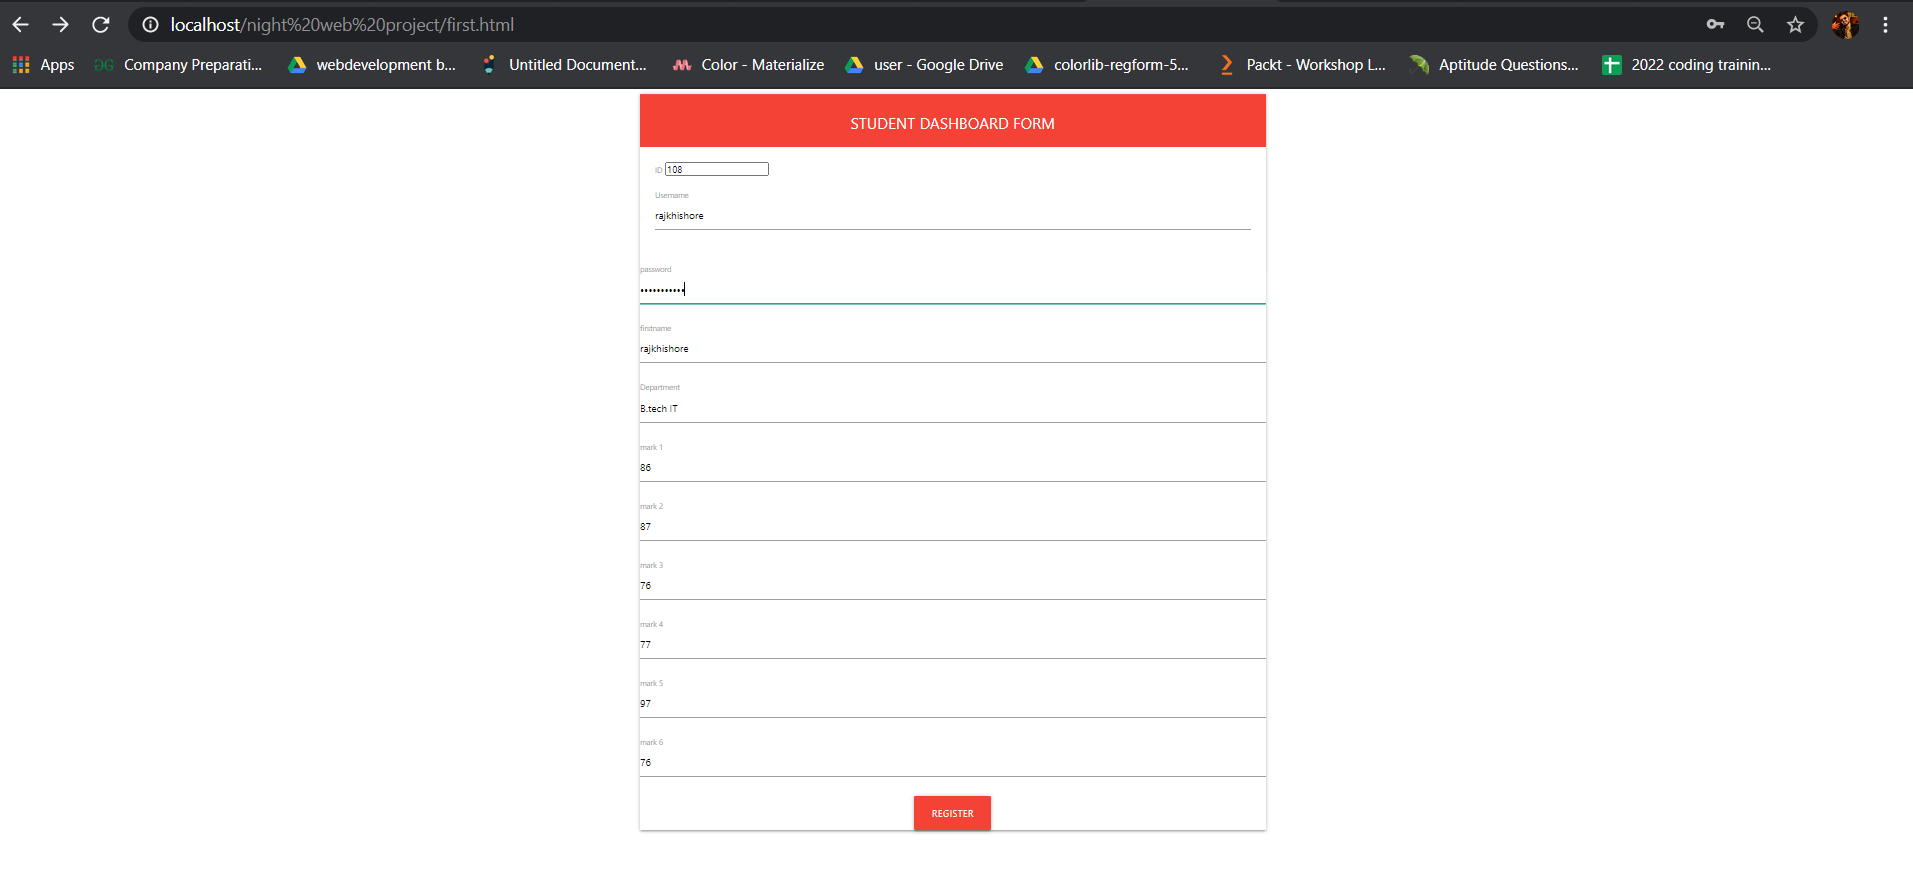 localhost/night%20web%20project/first.html
Apps Company Preparati... webdevelopment b... Untitled Document... Color - Materialize user - Google Drive colorlib-regform-5... Packt - Workshop L... Aptitude Questions... 2022 coding trainin...
STUDENT DASHBOARD FORM
ID 108
Username
rajkhishore
password
•••••••••••
firstname
rajkhishore
Department
B.tech IT
mark 1
86
mark 2
87
mark 3
76
mark 4
77
mark 5
97
mark 6
76
REGISTER